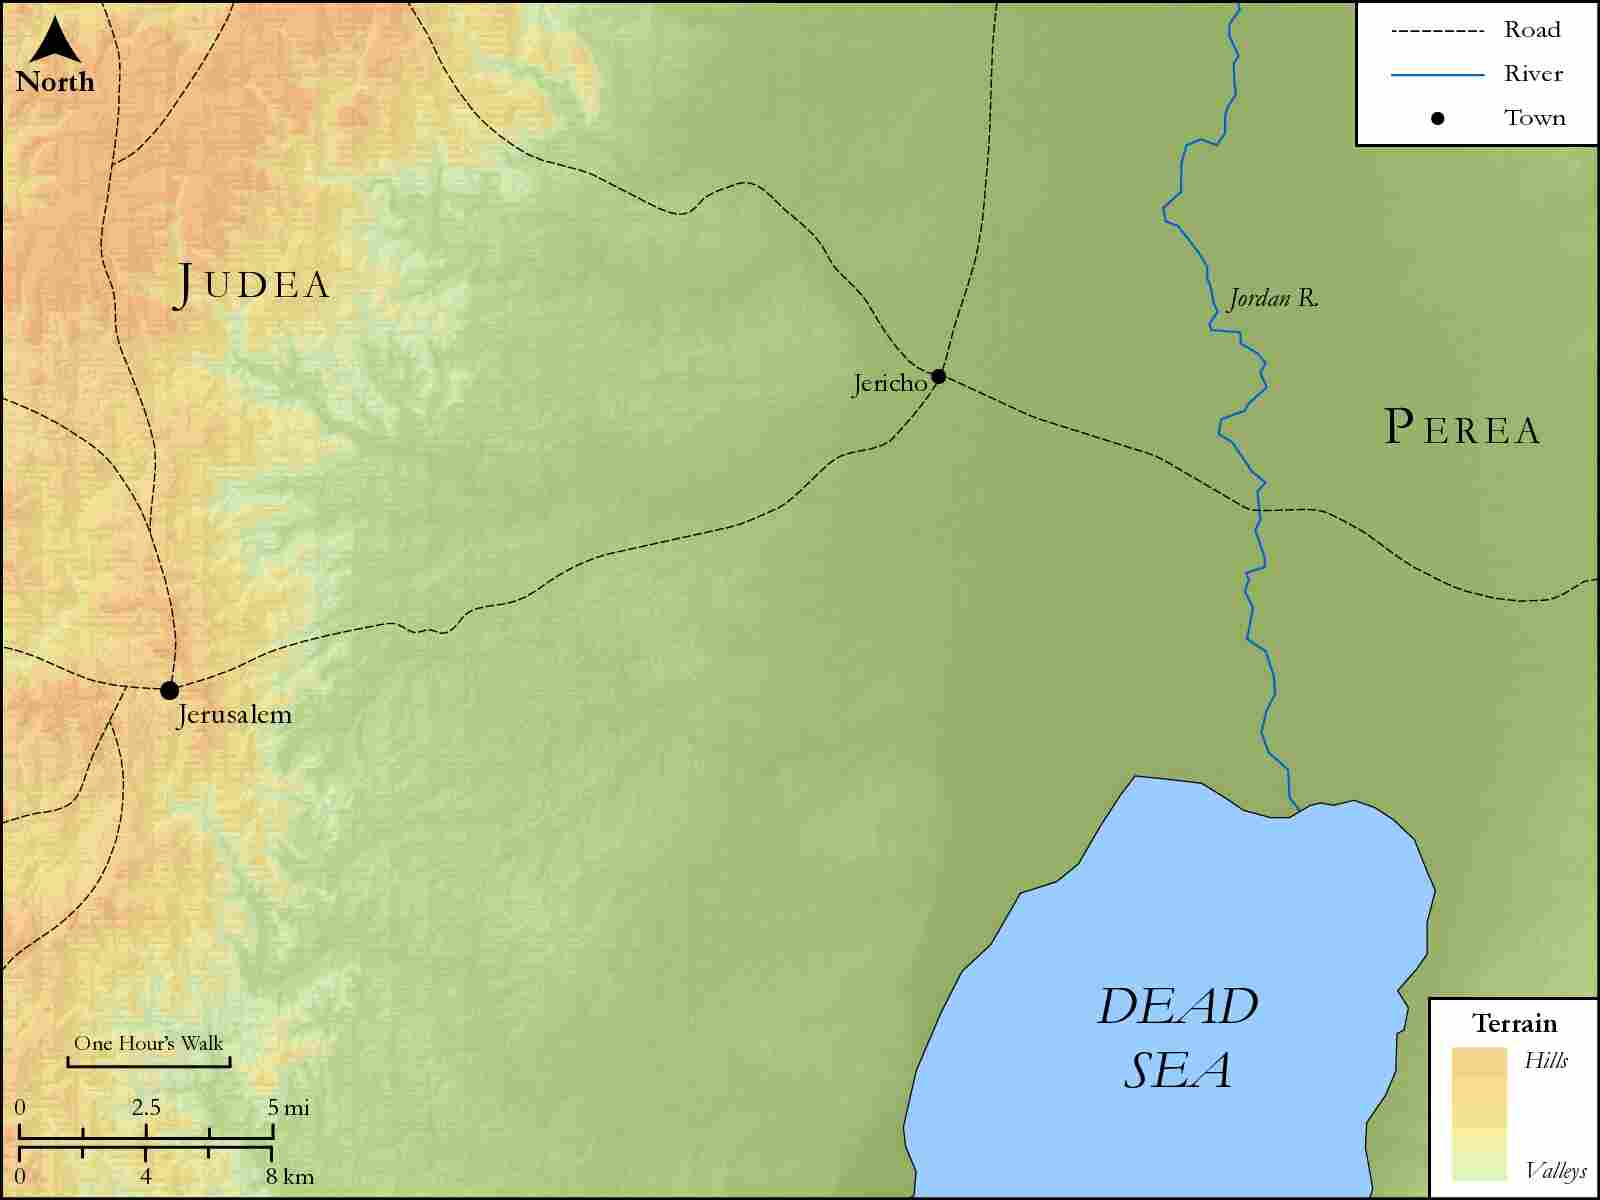 North
Road
River
Town
JUDEA
Jordan R.
Jericho
PEREA
Jerusalem
DEAD
SEA
One Hour's Walk
0 2.5 5 mi
0 4 8 km
Terrain
Hills
Valleys